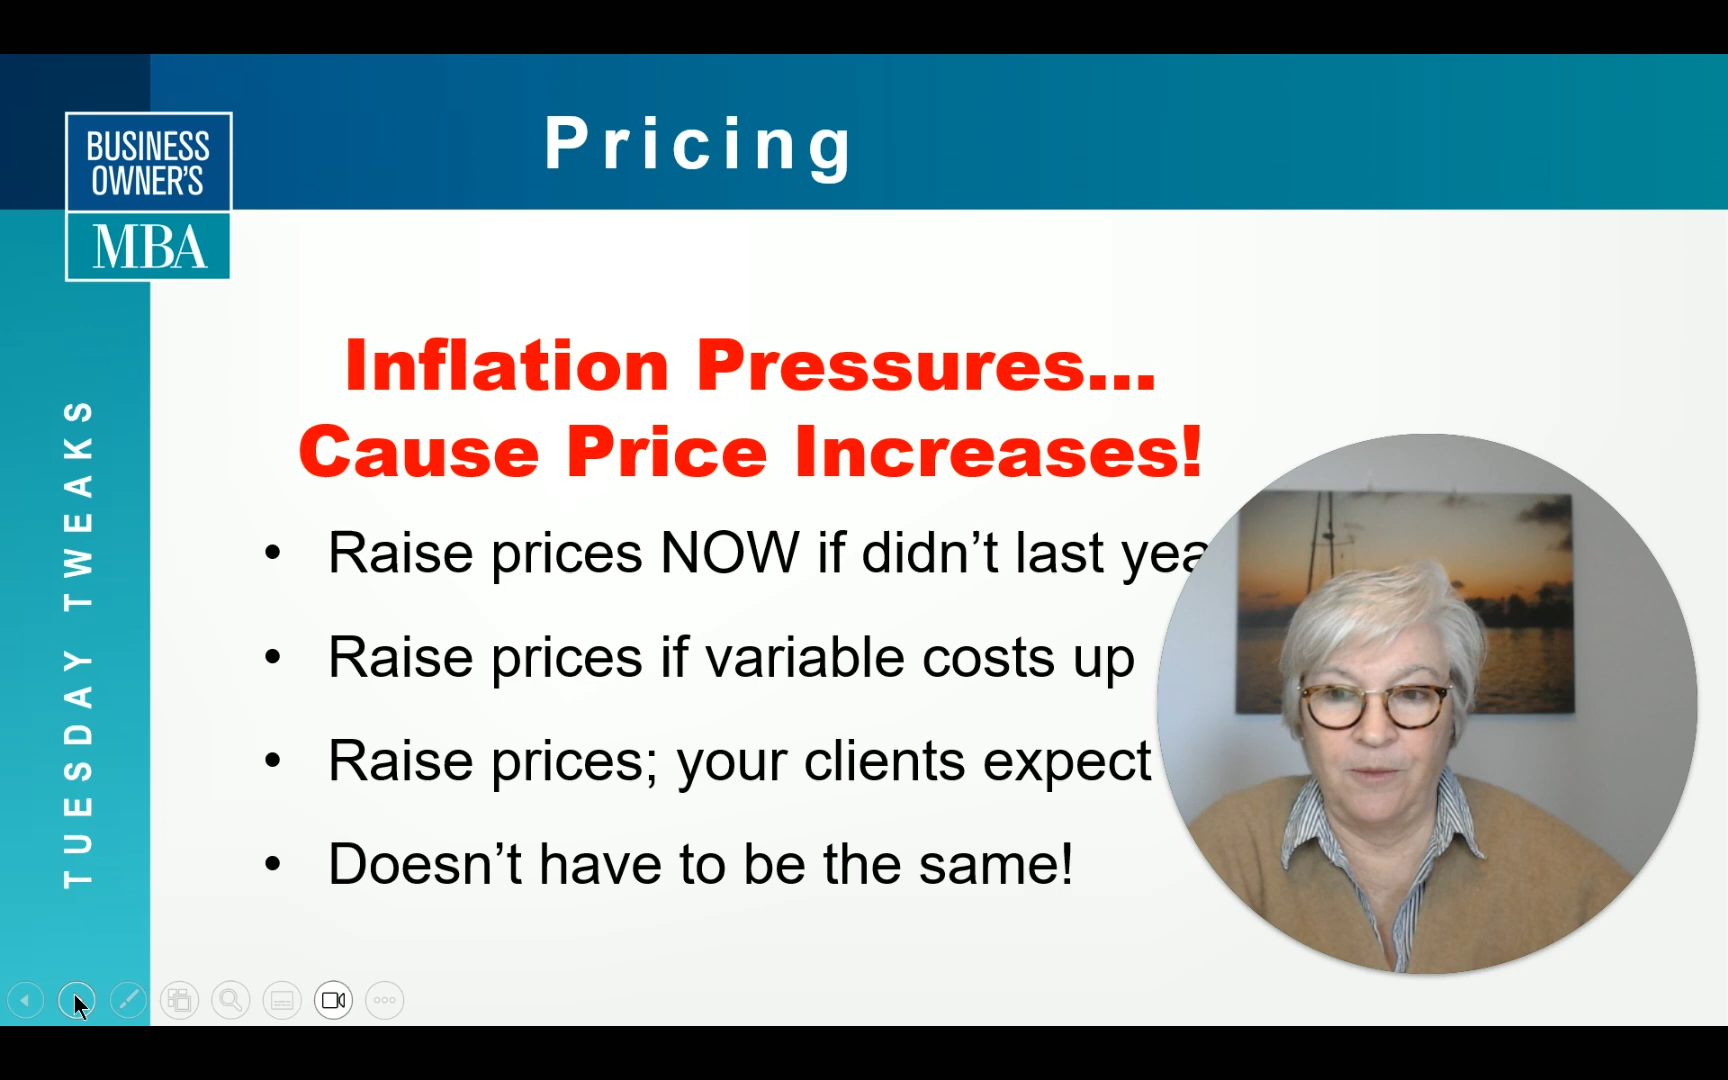 Pricing
BUSINESS
OWNER'S
MBA
TUESDAY TWEAKS
Inflation Pressures...
Cause Price Increases!
• Raise prices NOW if didn't last
• Raise prices if variable costs up
• Raise prices; your clients expect
• Doesn't have to be the same!